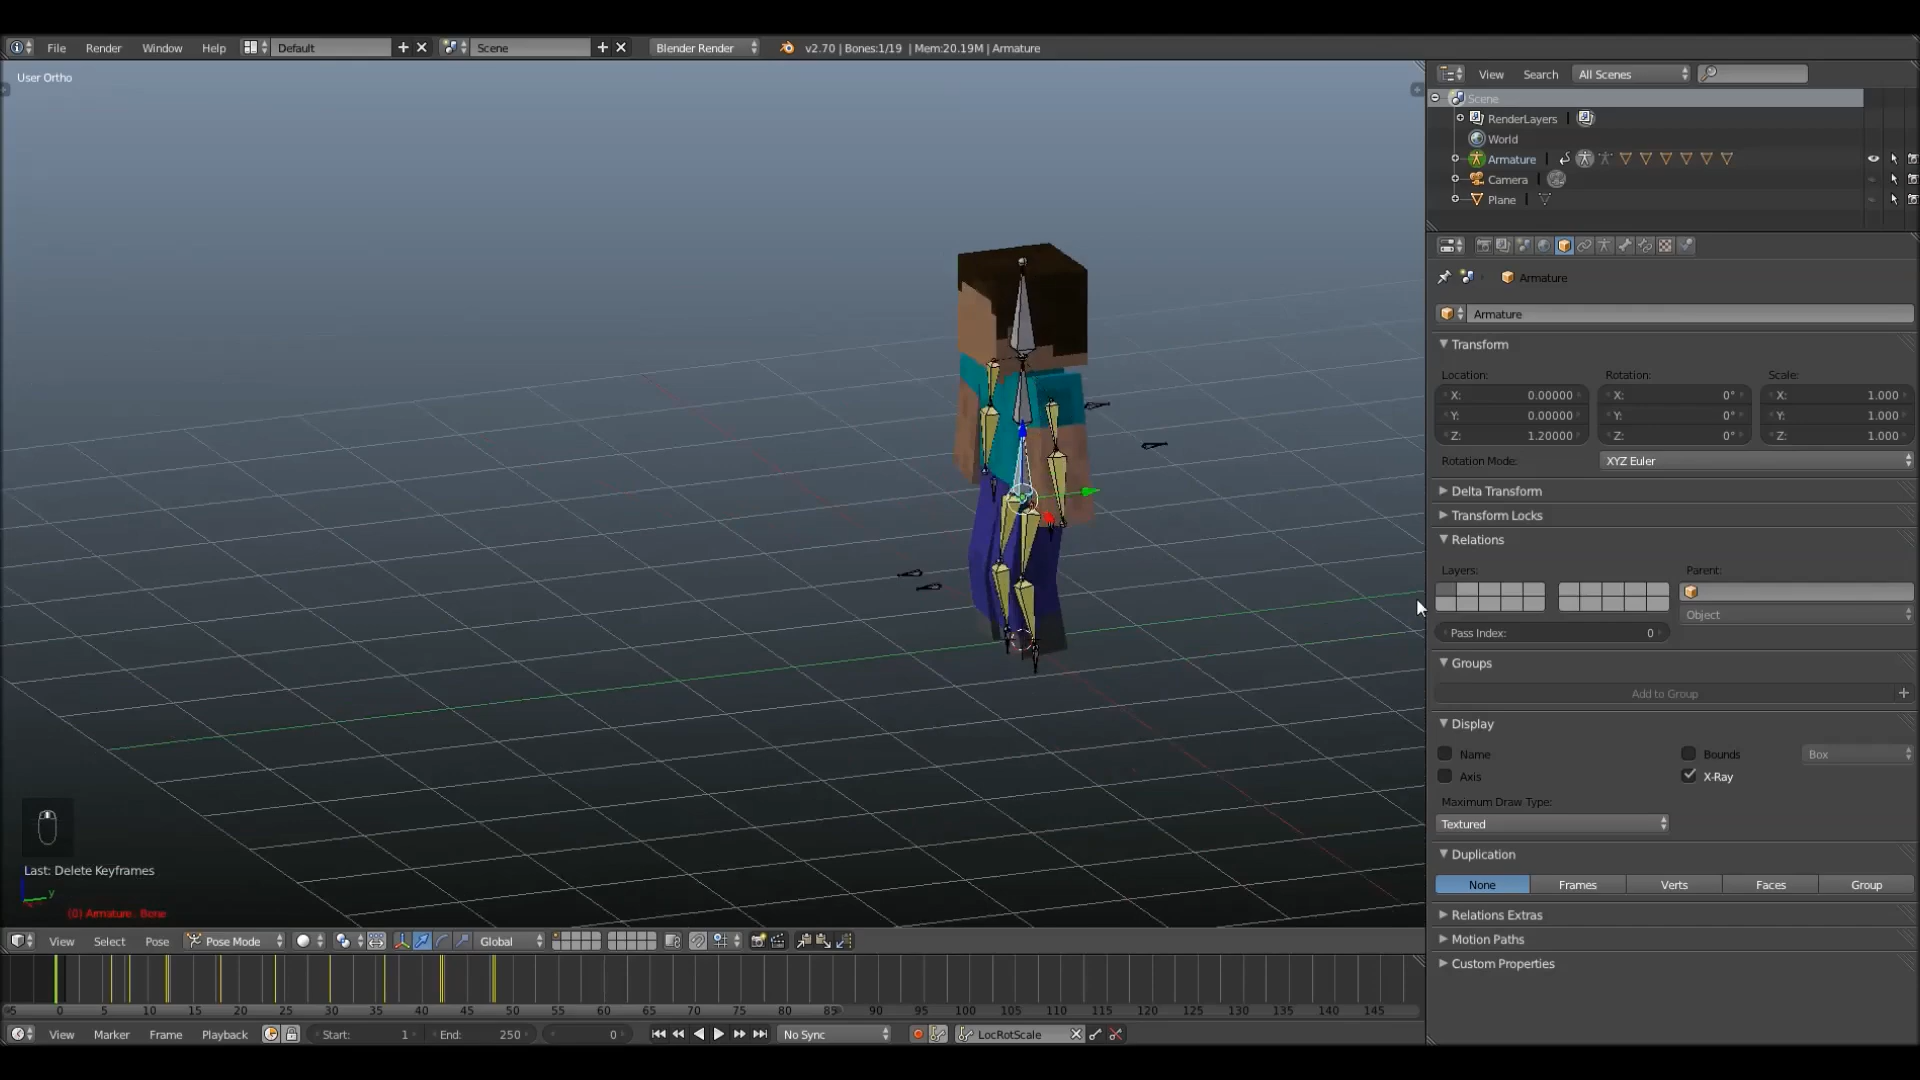 File Render Window Help Default Scene Blender Render v2.70 | Bones:1/19 | Mem:20.19M | Armature
User Ortho
View Search All Scenes
Scene
RenderLayers
World
Armature
Camera
Plane
Armature
Armature
Transform
Location: Rotation: Scale:
X: 0.00000 X: 0° X: 1.000
Y: 0.00000 Y: 0° Y: 1.000
Z: 1.20000 Z: 0° Z: 1.000
Rotation Mode: XYZ Euler
Delta Transform
Transform Locks
Relations
Layers: Parent:
Object
Pass Index: 0
Groups
Add to Group
Display
Name Bounds Box
Axis X-Ray
Maximum Draw Type:
Textured
Duplication
None Frames Verts Faces Group
Relations Extras
Motion Paths
Custom Properties
Last: Delete Keyframes
y
(0) Armature : Bone
View Select Pose Pose Mode Global
-5 0 5 10 15 20 25 30 35 40 45 50 55 60 65 70 75 80 85 90 95 100 105 110 115 120 125 130 135 140 145
View Marker Frame Playback Start: 1 End: 250 0 No Sync LocRotScale